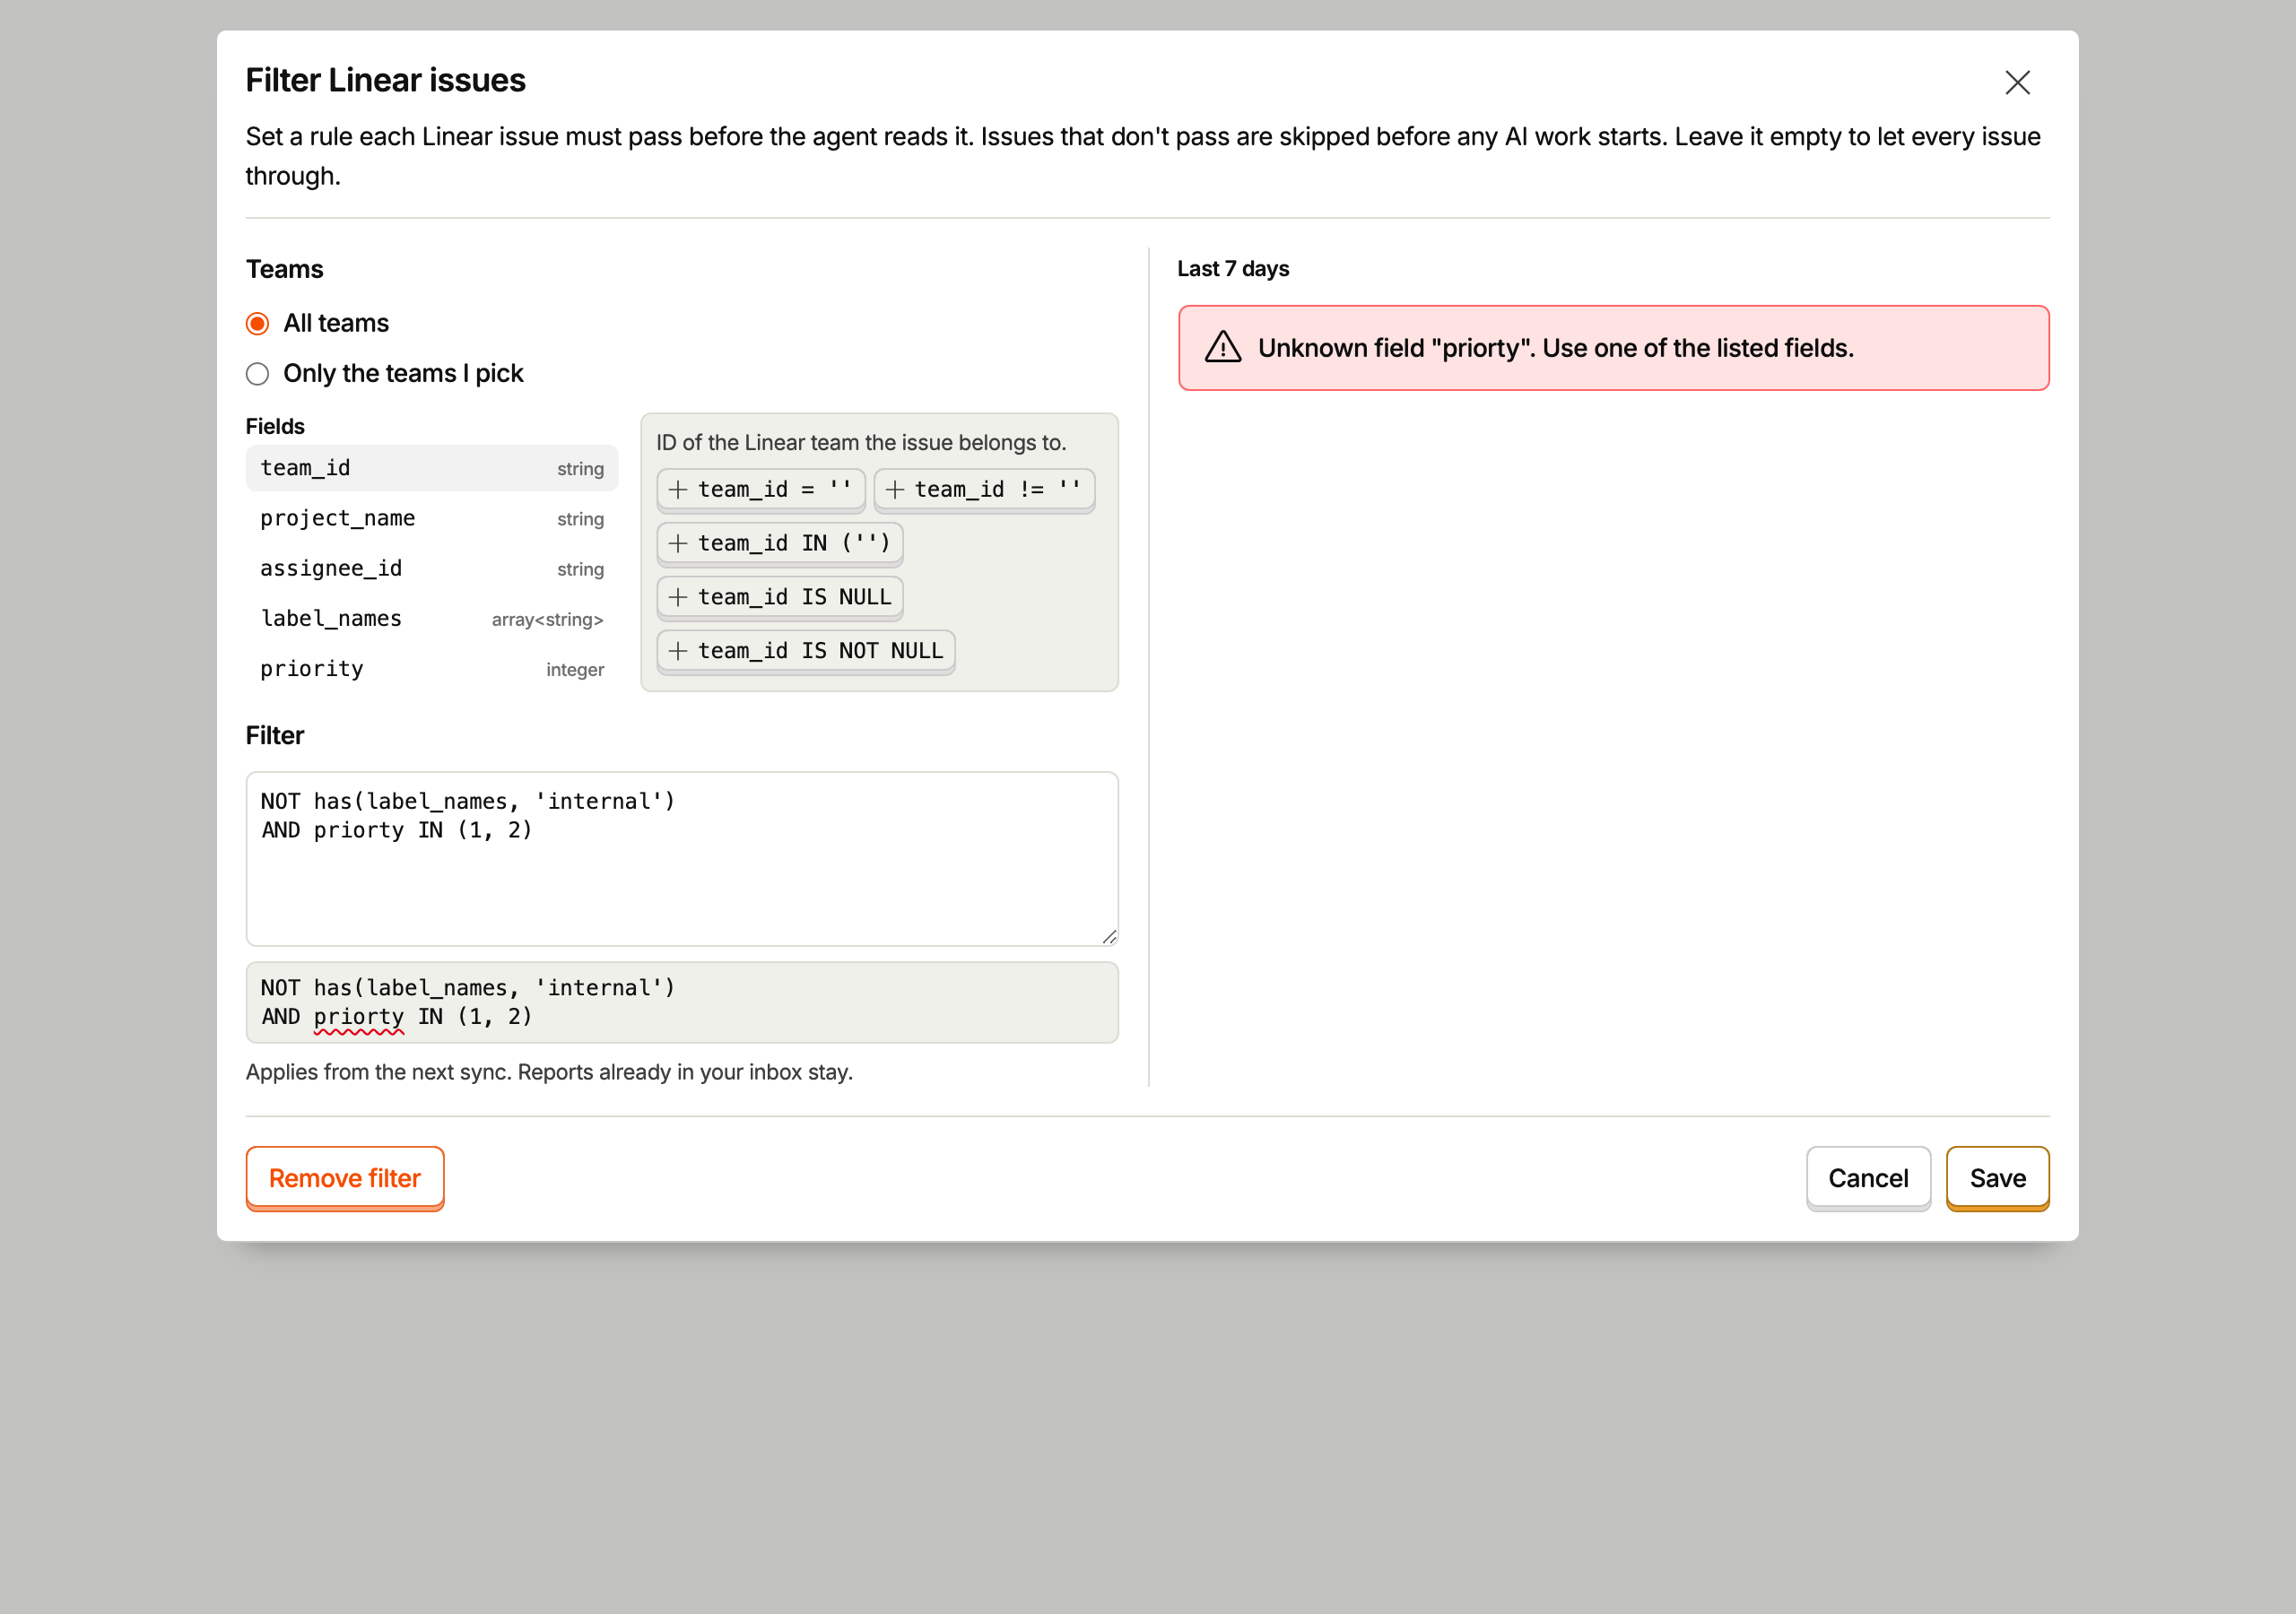 Filter Linear issues
Set a rule each Linear issue must pass before the agent reads it. Issues that don't pass are skipped before any AI work starts. Leave it empty to let every issue
through.
Teams
All teams
Only the teams I pick
Fields
team_id string
project_name string
assignee_id string
label_names array<string>
priority integer
ID of the Linear team the issue belongs to.
+ team_id = '' + team_id != ''
+ team_id IN ('')
+ team_id IS NULL
+ team_id IS NOT NULL
Filter
NOT has(label_names, 'internal')
AND priorty IN (1, 2)
NOT has(label_names, 'internal')
AND priorty IN (1, 2)
Applies from the next sync. Reports already in your inbox stay.
Last 7 days
Unknown field "priorty". Use one of the listed fields.
Remove filter
Cancel
Save